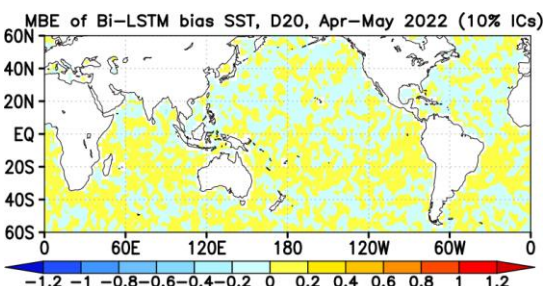 MBE of Bi-LSTM bias SST, D20, Apr-May 2022 (10% ICs)
60N
40N
20N
EQ
20S
40S
60S
0 60E 120E 180 120W 60W 0
-1.2 -1 -0.8-0.6-0.4-0.2 0 0.2 0.4 0.6 0.8 1 1.2